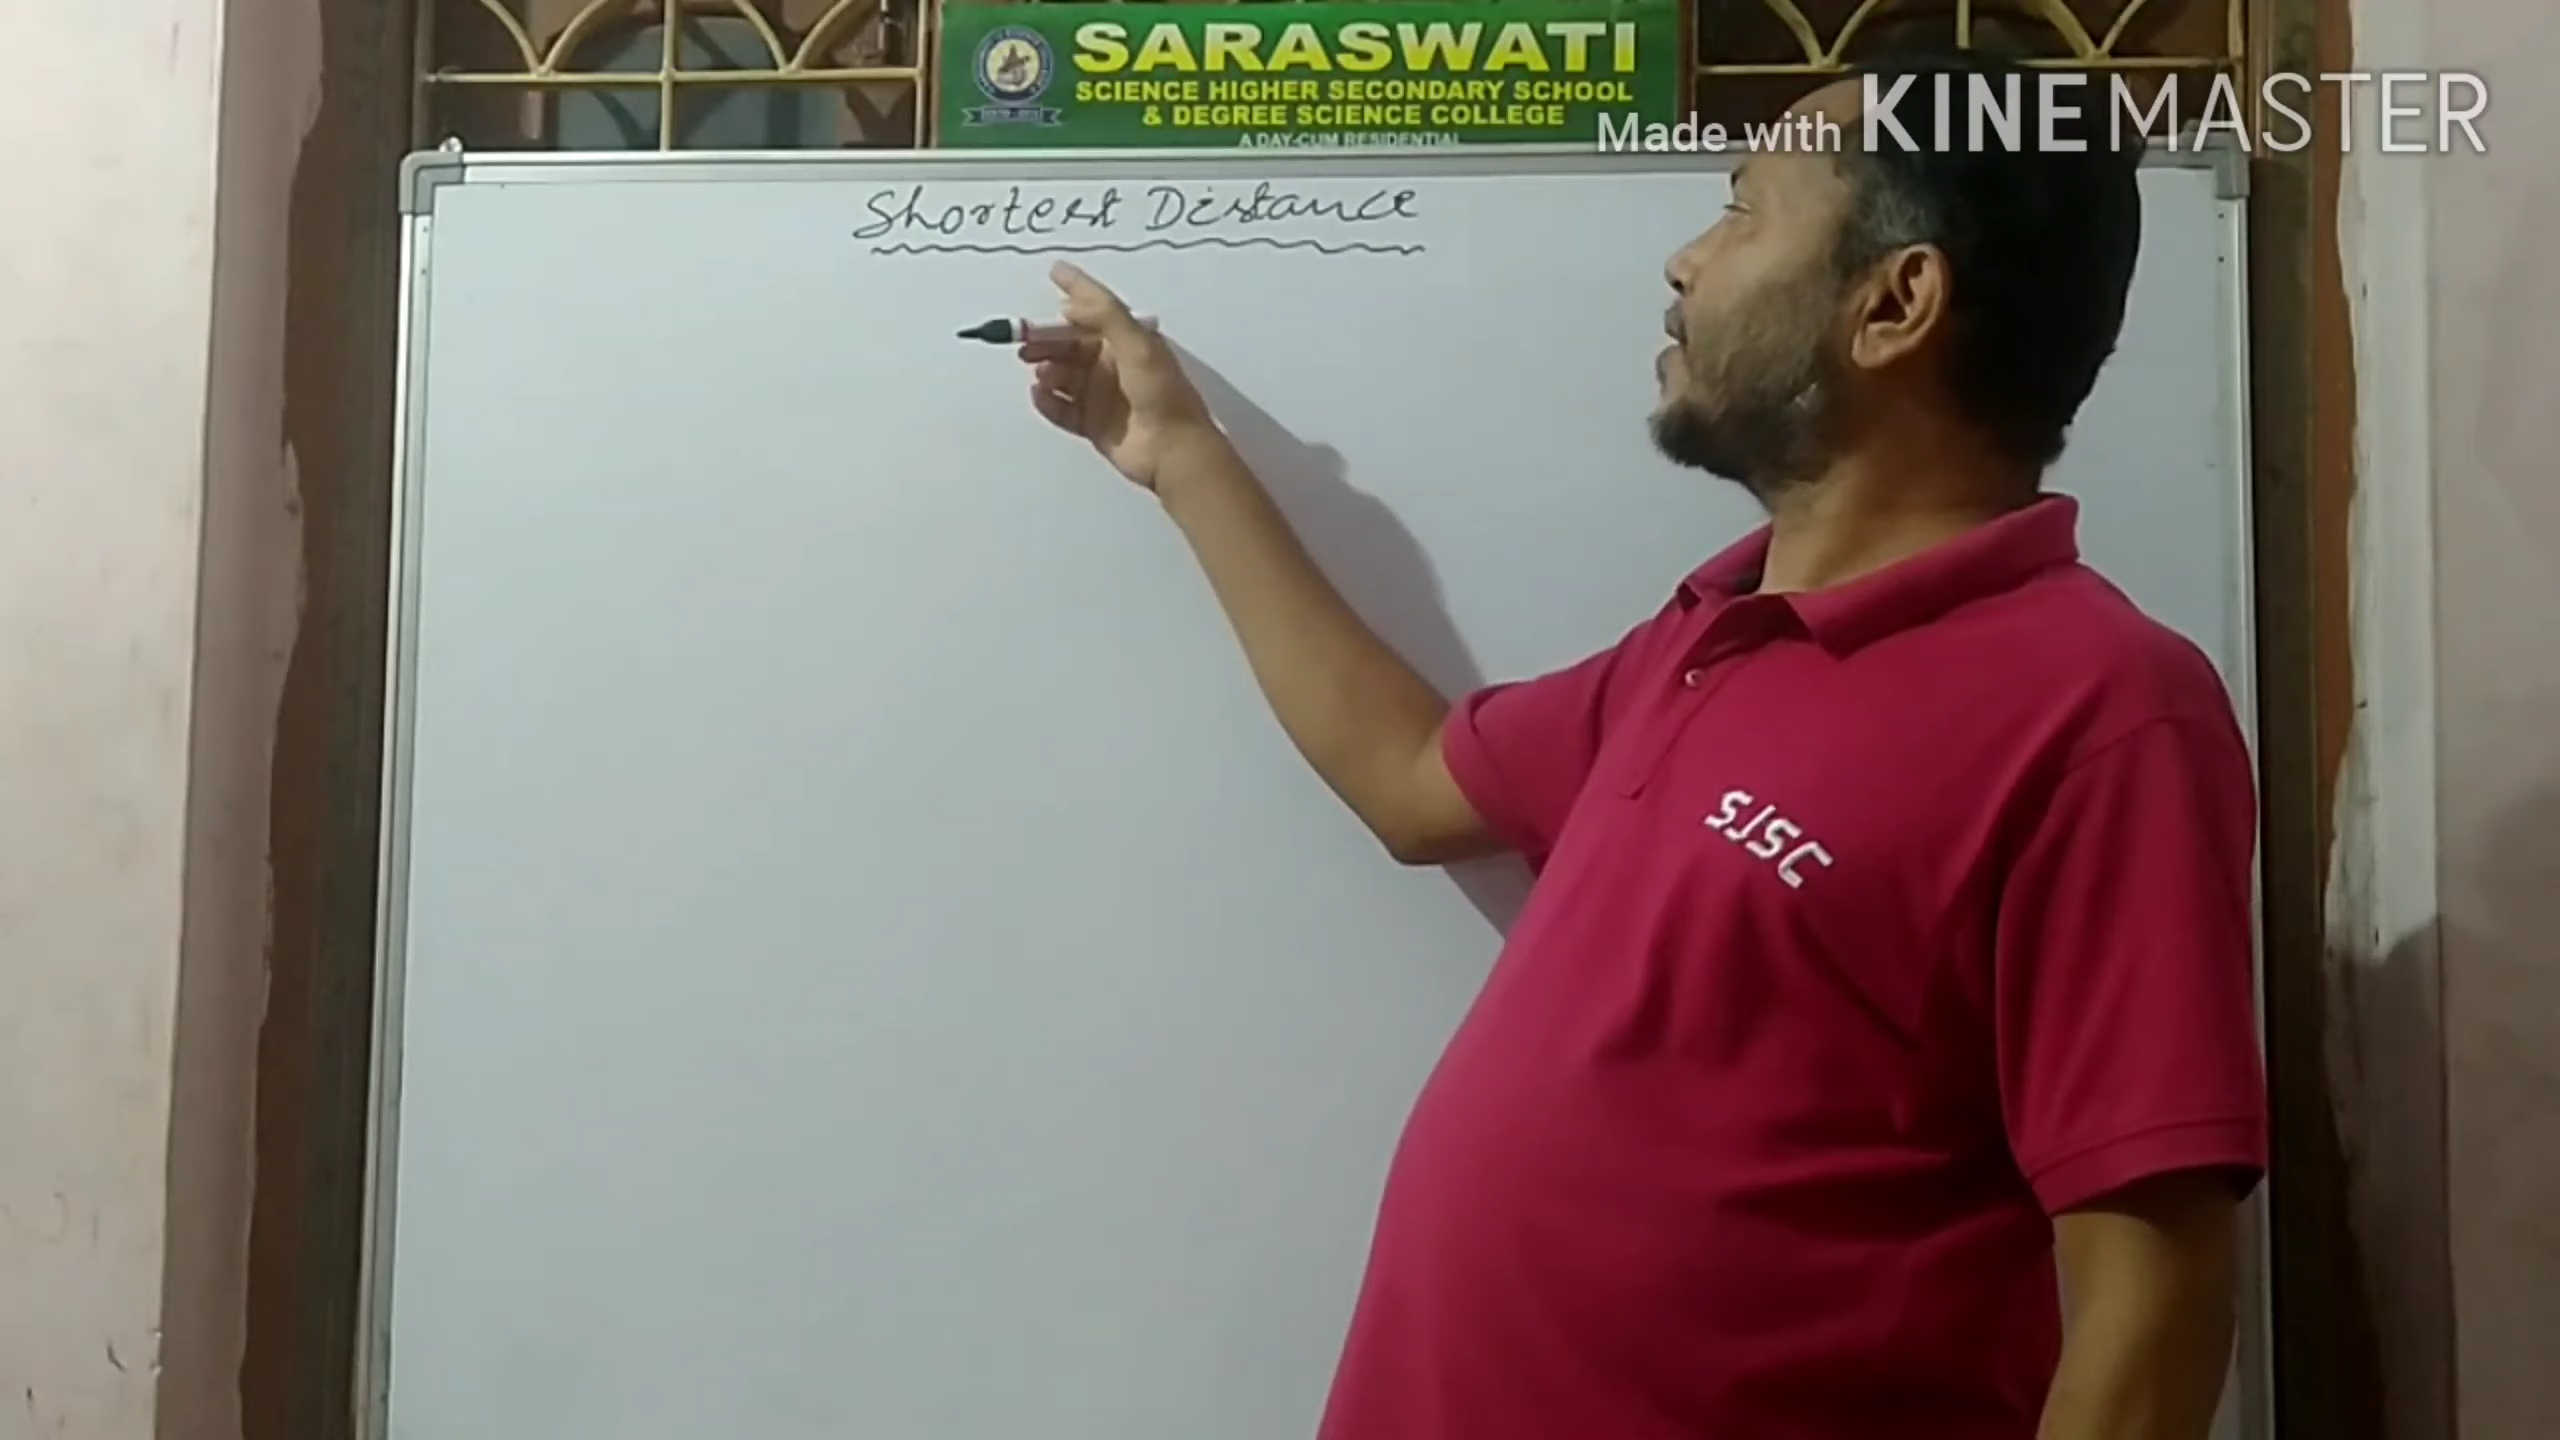 SARASWATI
SCIENCE HIGHER SECONDARY SCHOOL
& DEGREE SCIENCE COLLEGE
A DAY-CUM RESIDENTIAL
Made with KINEMASTER
Shortest Distance
SJSC